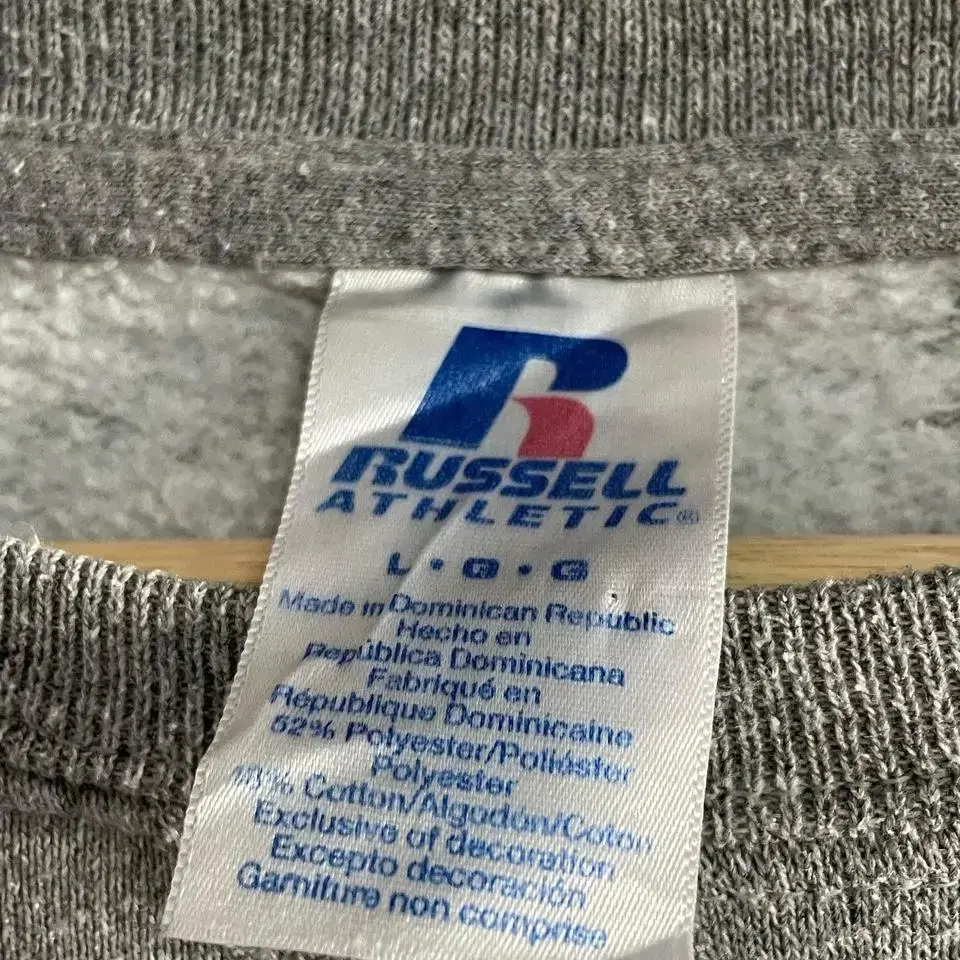 RUSSELL
ATHLETIC®
L • G • G
Made in Dominican Republic
Hecho en
República Dominicana
Fabriqué en
République Dominicaine
52% Polyester/Poliéster
Polyester
Cotton/Algodón/Coton
Exclusive of decoration
Excepto decoración
Garniture non comprise